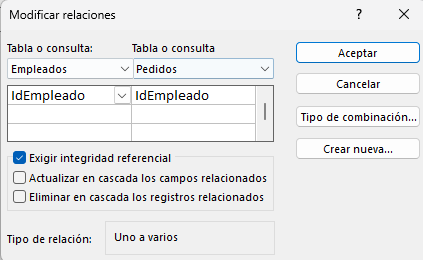 Modificar relaciones
Tabla o consulta: Tabla o consulta
Empleados Pedidos
IdEmpleado IdEmpleado
Exigir integridad referencial
Actualizar en cascada los campos relacionados
Eliminar en cascada los registros relacionados
Tipo de relación: Uno a varios
Aceptar
Cancelar
Tipo de combinación...
Crear nueva...